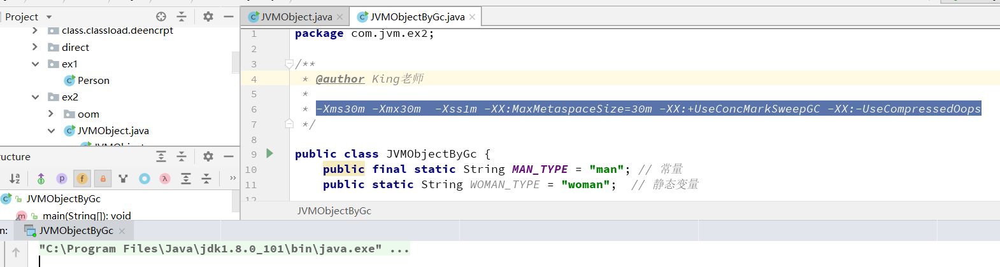 Project
JVMObject.java
JVMObjectByGc.java
class.classload.deencrpt
direct
ex1
Person
ex2
oom
JVMObject.java
1 package com.jvm.ex2;
2
3 /**
4 * @author King老师
5 *
6 * -Xms30m -Xmx30m -Xss1m -XX:MaxMetaspaceSize=30m -XX:+UseConcMarkSweepGC -XX:-UseCompressedOops
7 */
8
9 public class JVMObjectByGc {
10 public final static String MAN_TYPE = "man"; // 常量
11 public static String WOMAN_TYPE = "woman"; // 静态变量
12
JVMObjectByGc
ructure
JVMObjectByGc
main(String[]): void
n: JVMObjectByGc
"C:\Program Files\Java\jdk1.8.0_101\bin\java.exe" ...